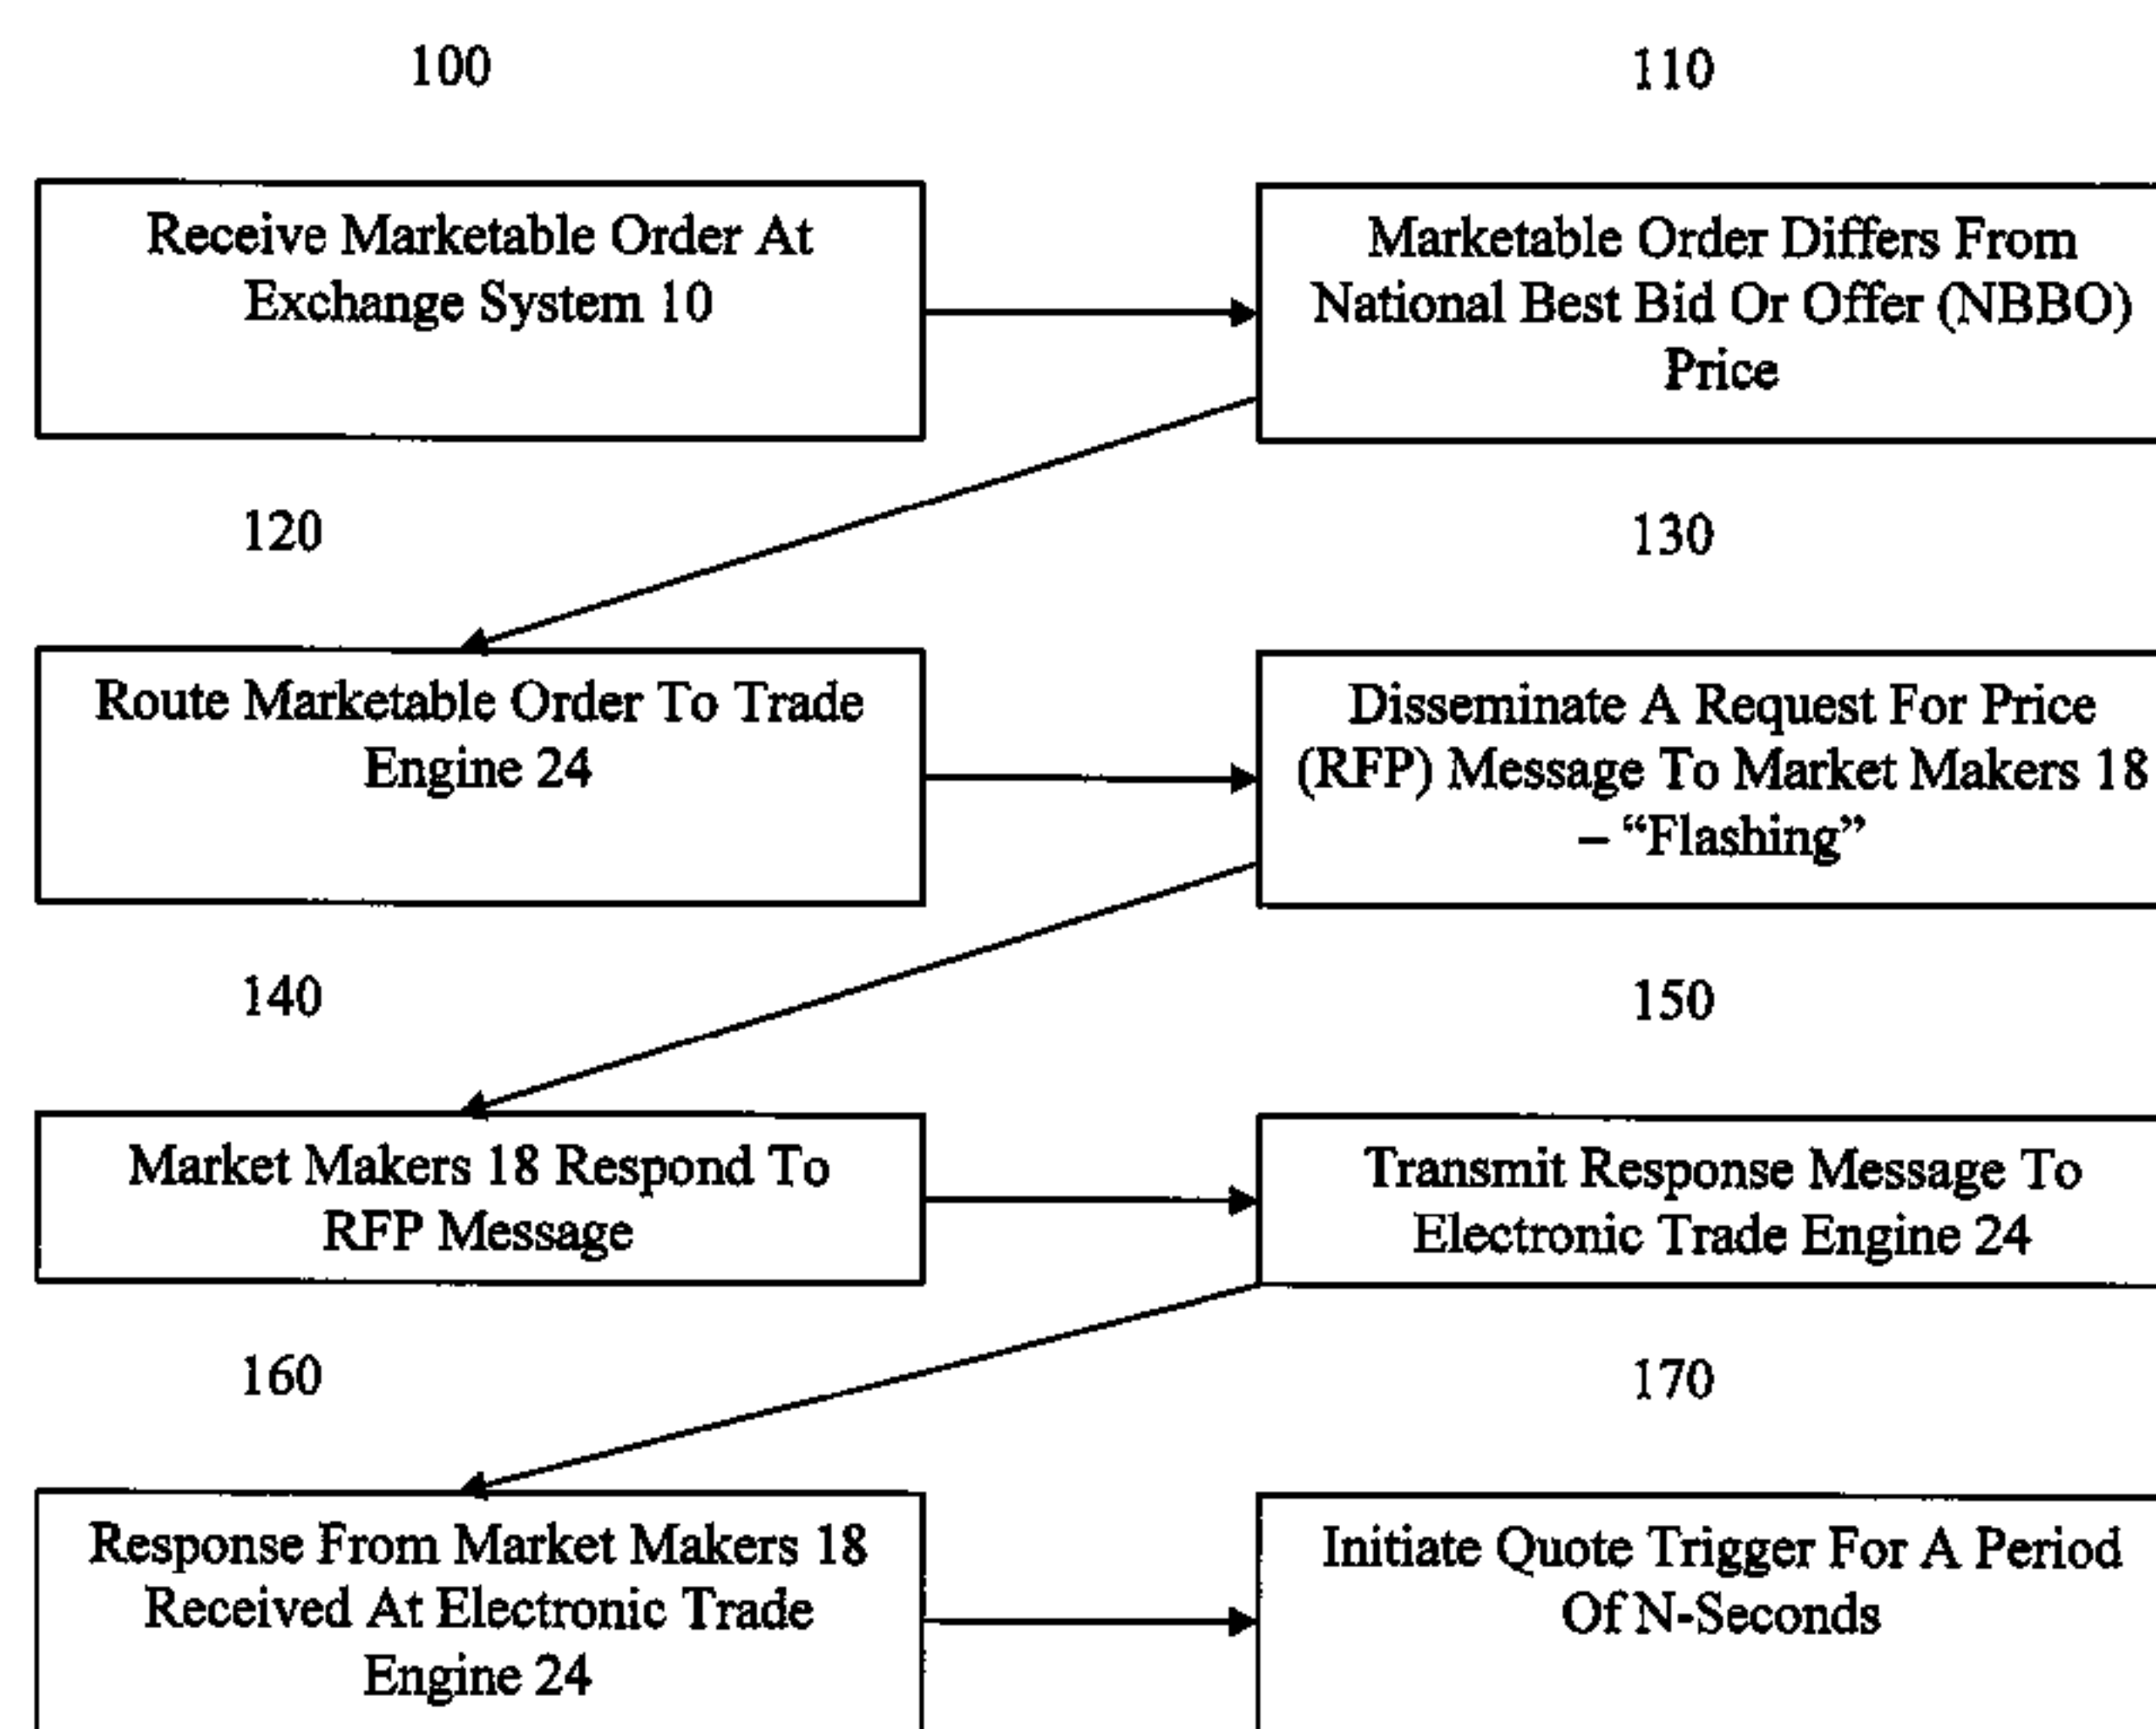 100
110
Receive Marketable Order At
Exchange System 10
Marketable Order Differs From
National Best Bid Or Offer (NBBO)
Price
120
130
Route Marketable Order To Trade
Engine 24
Disseminate A Request For Price
(RFP) Message To Market Makers 18
– “Flashing”
140
150
Market Makers 18 Respond To
RFP Message
Transmit Response Message To
Electronic Trade Engine 24
160
170
Response From Market Makers 18
Received At Electronic Trade
Engine 24
Initiate Quote Trigger For A Period
Of N-Seconds